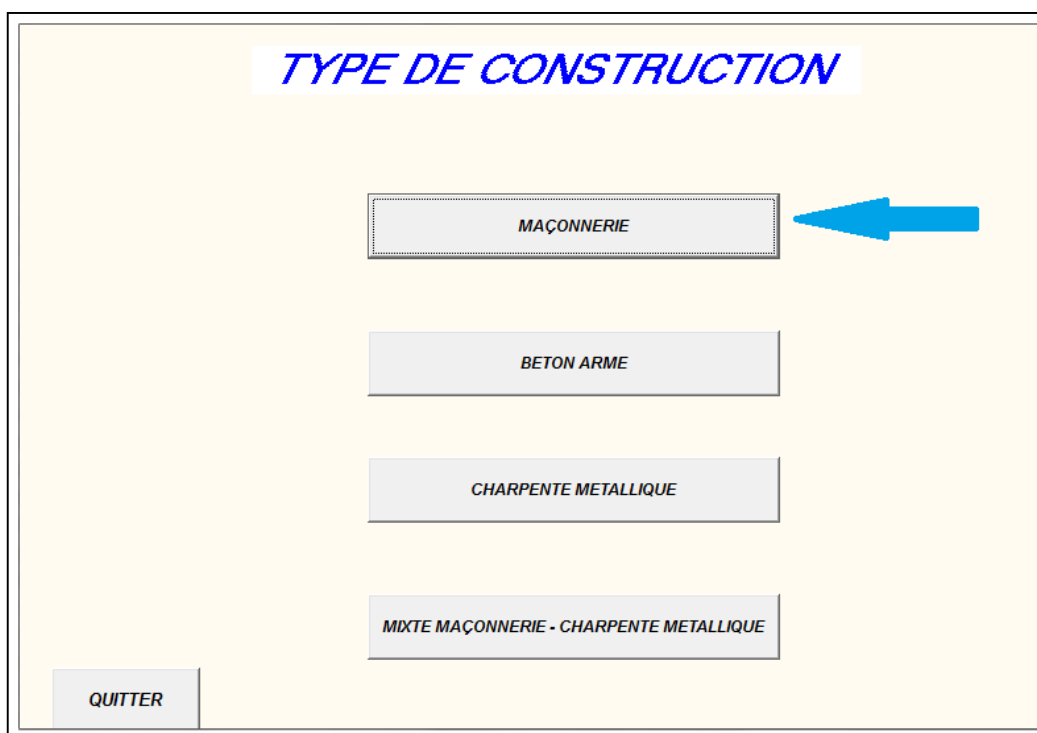 TYPE DE CONSTRUCTION
MAÇONNERIE
BETON ARME
CHARPENTE METALLIQUE
MIXTE MAÇONNERIE - CHARPENTE METALLIQUE
QUITTER